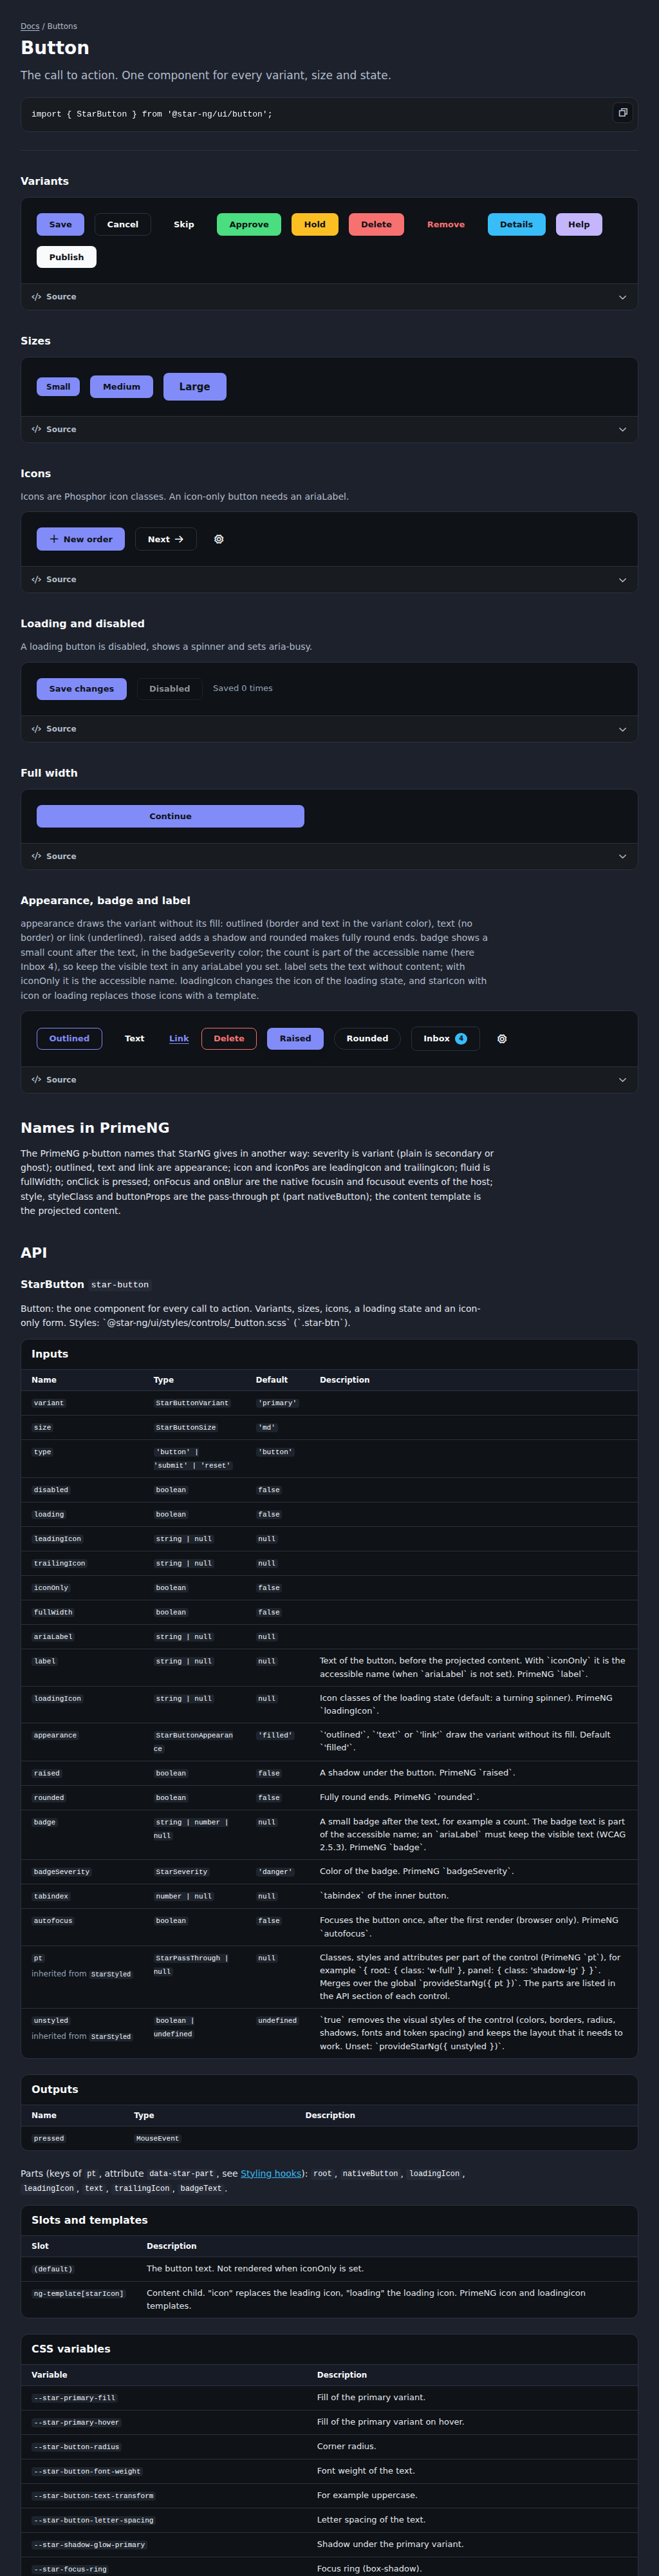 Docs / Buttons
Button
The call to action. One component for every variant, size and state.
import { StarButton } from '@star-ng/ui/button';
Variants
Save Cancel Skip Approve Hold Delete Remove Details Help
Publish
Source
Sizes
Small Medium Large
Source
Icons
Icons are Phosphor icon classes. An icon-only button needs an ariaLabel.
New order Next
Source
Loading and disabled
A loading button is disabled, shows a spinner and sets aria-busy.
Save changes Disabled Saved 0 times
Source
Full width
Continue
Source
Appearance, badge and label
appearance draws the variant without its fill: outlined (border and text in the variant color), text (no
border) or link (underlined). raised adds a shadow and rounded makes fully round ends. badge shows a
small count after the text, in the badgeSeverity color; the count is part of the accessible name (here
Inbox 4), so keep the visible text in any ariaLabel you set. label sets the text without content; with
iconOnly it is the accessible name. loadingIcon changes the icon of the loading state, and starIcon with
icon or loading replaces those icons with a template.
Outlined Text Link Delete Raised Rounded Inbox 4
Source
Names in PrimeNG
The PrimeNG p-button names that StarNG gives in another way: severity is variant (plain is secondary or
ghost); outlined, text and link are appearance; icon and iconPos are leadingIcon and trailingIcon; fluid is
fullWidth; onClick is pressed; onFocus and onBlur are the native focusin and focusout events of the host;
style, styleClass and buttonProps are the pass-through pt (part nativeButton); the content template is
the projected content.
API
StarButton star-button
Button: the one component for every call to action. Variants, sizes, icons, a loading state and an icon-
only form. Styles: `@star-ng/ui/styles/controls/_button.scss` (`.star-btn`).
Inputs
Name Type Default Description
variant StarButtonVariant 'primary'
size StarButtonSize 'md'
type 'button' | 'button'
'submit' | 'reset'
disabled boolean false
loading boolean false
leadingIcon string | null null
trailingIcon string | null null
iconOnly boolean false
fullWidth boolean false
ariaLabel string | null null
label string | null null Text of the button, before the projected content. With `iconOnly` it is the
accessible name (when `ariaLabel` is not set). PrimeNG `label`.
loadingIcon string | null null Icon classes of the loading state (default: a turning spinner). PrimeNG
`loadingIcon`.
appearance StarButtonAppearan 'filled' `'outlined'`, `'text'` or `'link'` draw the variant without its fill. Default
ce `'filled'`.
raised boolean false A shadow under the button. PrimeNG `raised`.
rounded boolean false Fully round ends. PrimeNG `rounded`.
badge string | number | null A small badge after the text, for example a count. The badge text is part
null of the accessible name; an `ariaLabel` must keep the visible text (WCAG
2.5.3). PrimeNG `badge`.
badgeSeverity StarSeverity 'danger' Color of the badge. PrimeNG `badgeSeverity`.
tabindex number | null null `tabindex` of the inner button.
autofocus boolean false Focuses the button once, after the first render (browser only). PrimeNG
`autofocus`.
pt StarPassThrough | null Classes, styles and attributes per part of the control (PrimeNG `pt`), for
inherited from StarStyled null example `{ root: { class: 'w-full' }, panel: { class: 'shadow-lg' } }`.
Merges over the global `provideStarNg({ pt })`. The parts are listed in
the API section of each control.
unstyled boolean | undefined `true` removes the visual styles of the control (colors, borders, radius,
inherited from StarStyled undefined shadows, fonts and token spacing) and keeps the layout that it needs to
work. Unset: `provideStarNg({ unstyled })`.
Outputs
Name Type Description
pressed MouseEvent
Parts (keys of pt, attribute data-star-part, see Styling hooks): root, nativeButton, loadingIcon,
leadingIcon, text, trailingIcon, badgeText.
Slots and templates
Slot Description
(default) The button text. Not rendered when iconOnly is set.
ng-template[starIcon] Content child. "icon" replaces the leading icon, "loading" the loading icon. PrimeNG icon and loadingicon
templates.
CSS variables
Variable Description
--star-primary-fill Fill of the primary variant.
--star-primary-hover Fill of the primary variant on hover.
--star-button-radius Corner radius.
--star-button-font-weight Font weight of the text.
--star-button-text-transform For example uppercase.
--star-button-letter-spacing Letter spacing of the text.
--star-shadow-glow-primary Shadow under the primary variant.
--star-focus-ring Focus ring (box-shadow).